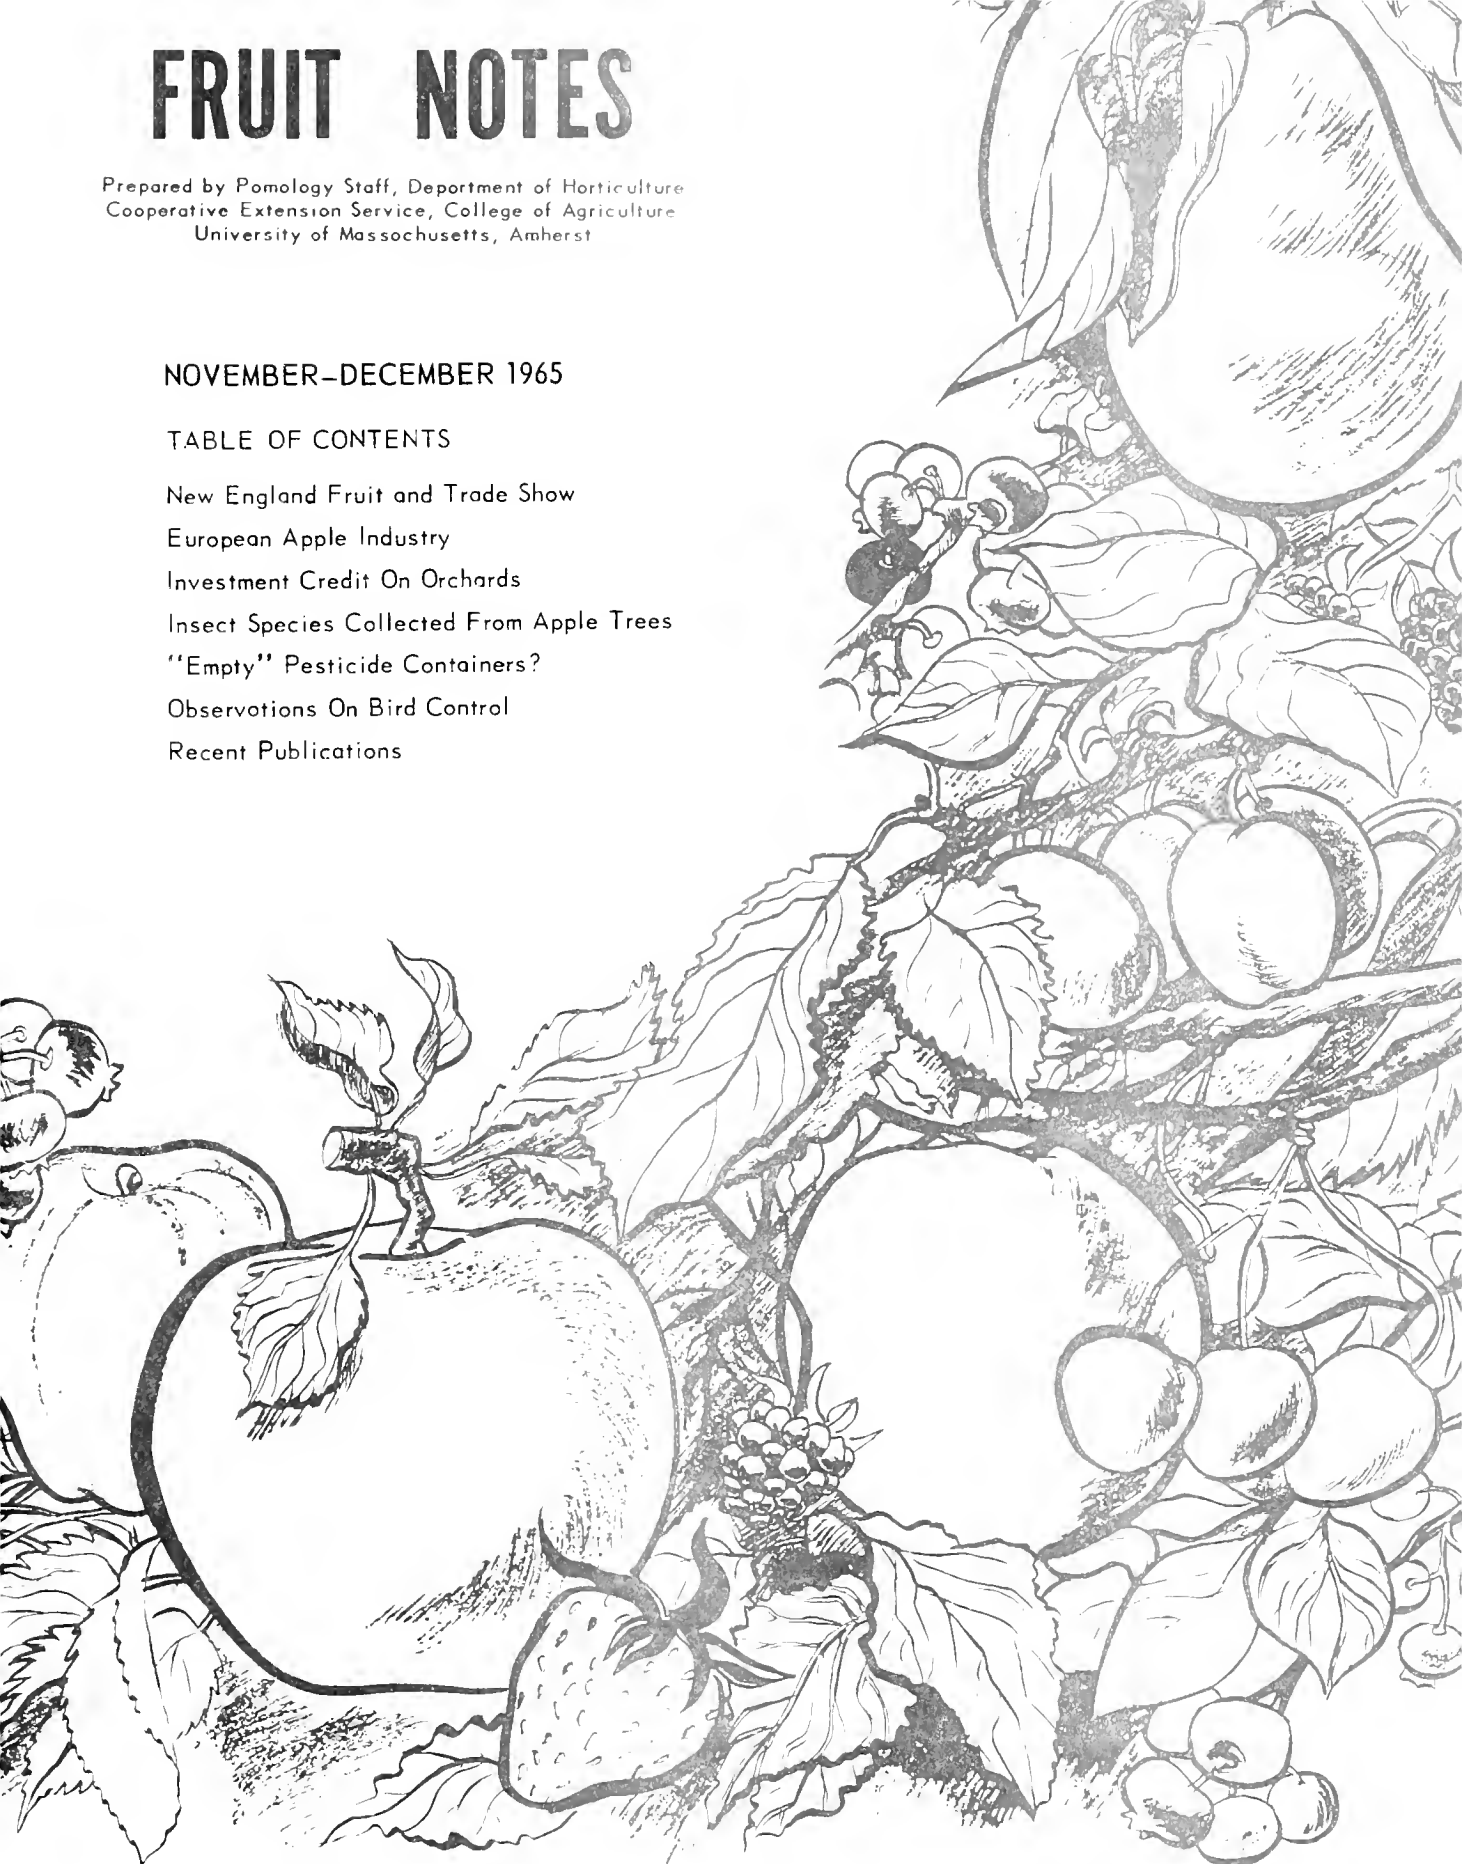 FRUIT NOTES
Prepared by Pomology Staff, Department of Horticulture
Cooperative Extension Service, College of Agriculture
University of Massachusetts, Amherst
NOVEMBER–DECEMBER 1965
TABLE OF CONTENTS
New England Fruit and Trade Show
European Apple Industry
Investment Credit On Orchards
Insect Species Collected From Apple Trees
"Empty" Pesticide Containers?
Observations On Bird Control
Recent Publications